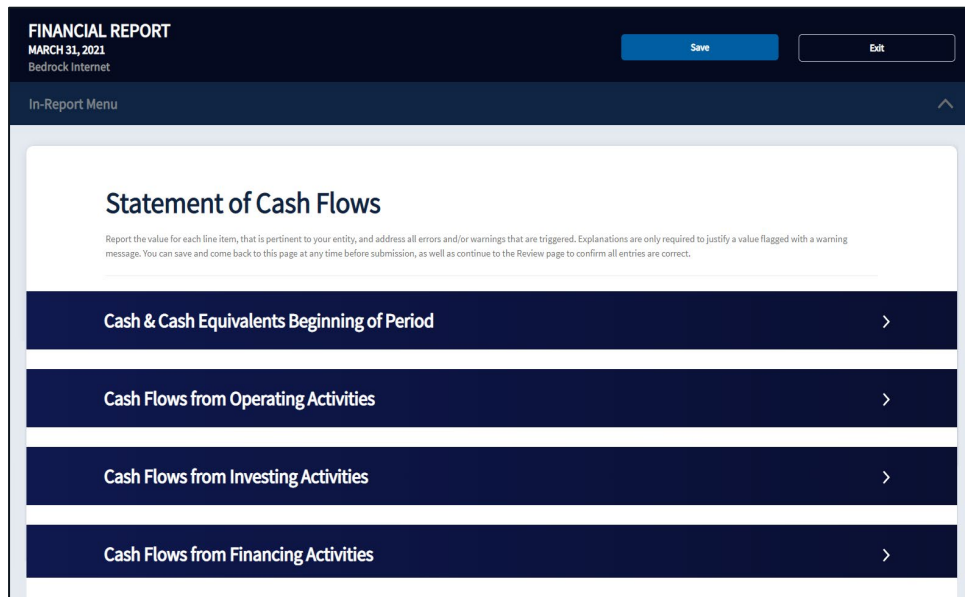 FINANCIAL REPORT
MARCH 31, 2021
Bedrock Internet
Save
Exit
In-Report Menu
Statement of Cash Flows
Report the value for each line item, that is pertinent to your entity, and address all errors and/or warnings that are triggered. Explanations are only required to justify a value flagged with a warning
message. You can save and come back to this page at any time before submission, as well as continue to the Review page to confirm all entries are correct.
Cash & Cash Equivalents Beginning of Period
Cash Flows from Operating Activities
Cash Flows from Investing Activities
Cash Flows from Financing Activities